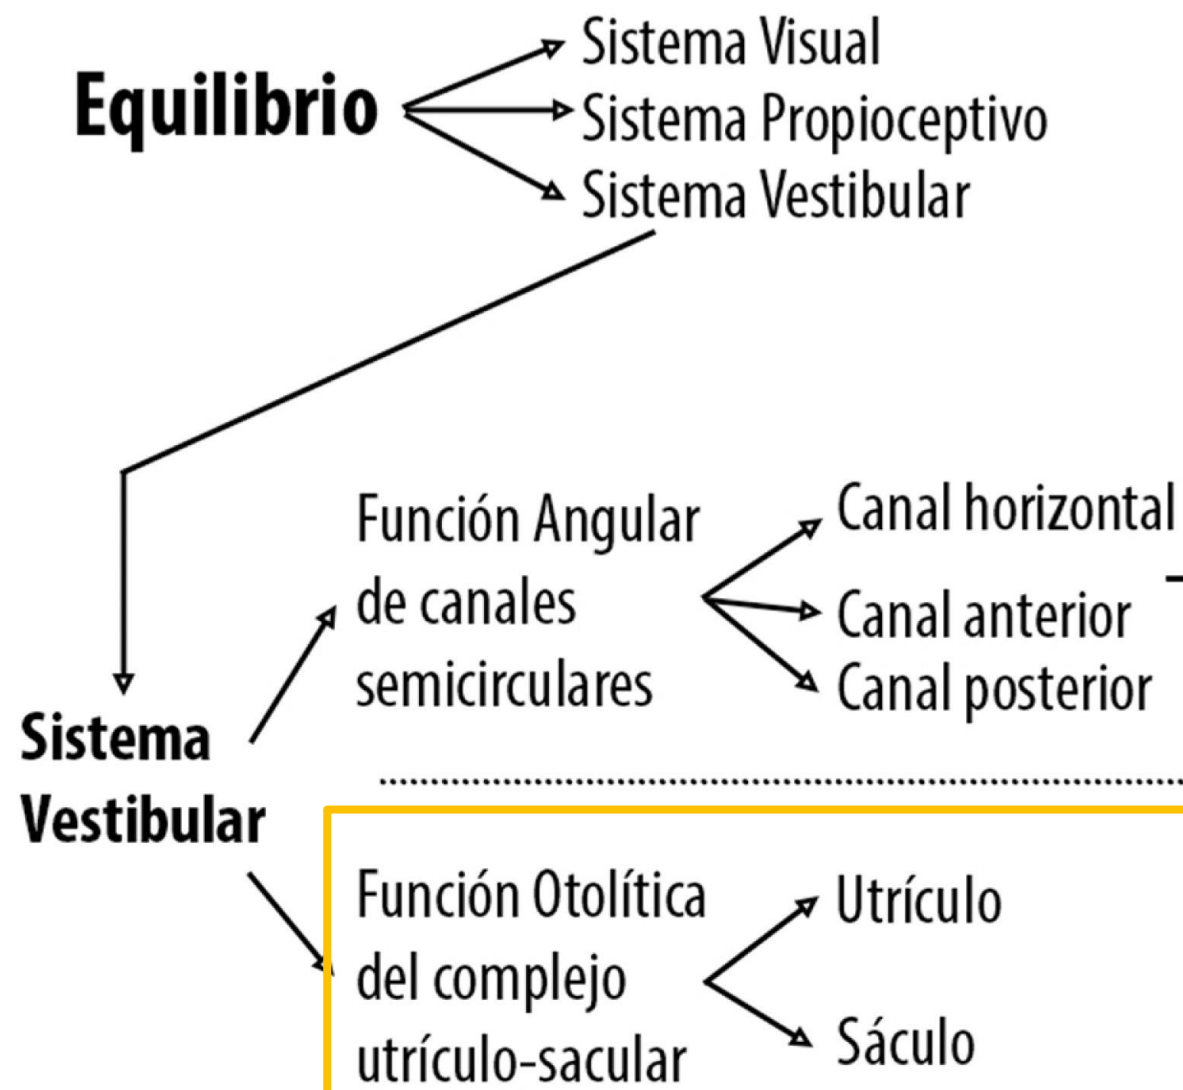 Equilibrio
Sistema Visual
Sistema Propioceptivo
Sistema Vestibular
Sistema
Vestibular
Función Angular
de canales
semicirculares
Canal horizontal
Canal anterior
Canal posterior
Función Otolítica
del complejo
utrículo-sacular
Utrículo
Sáculo